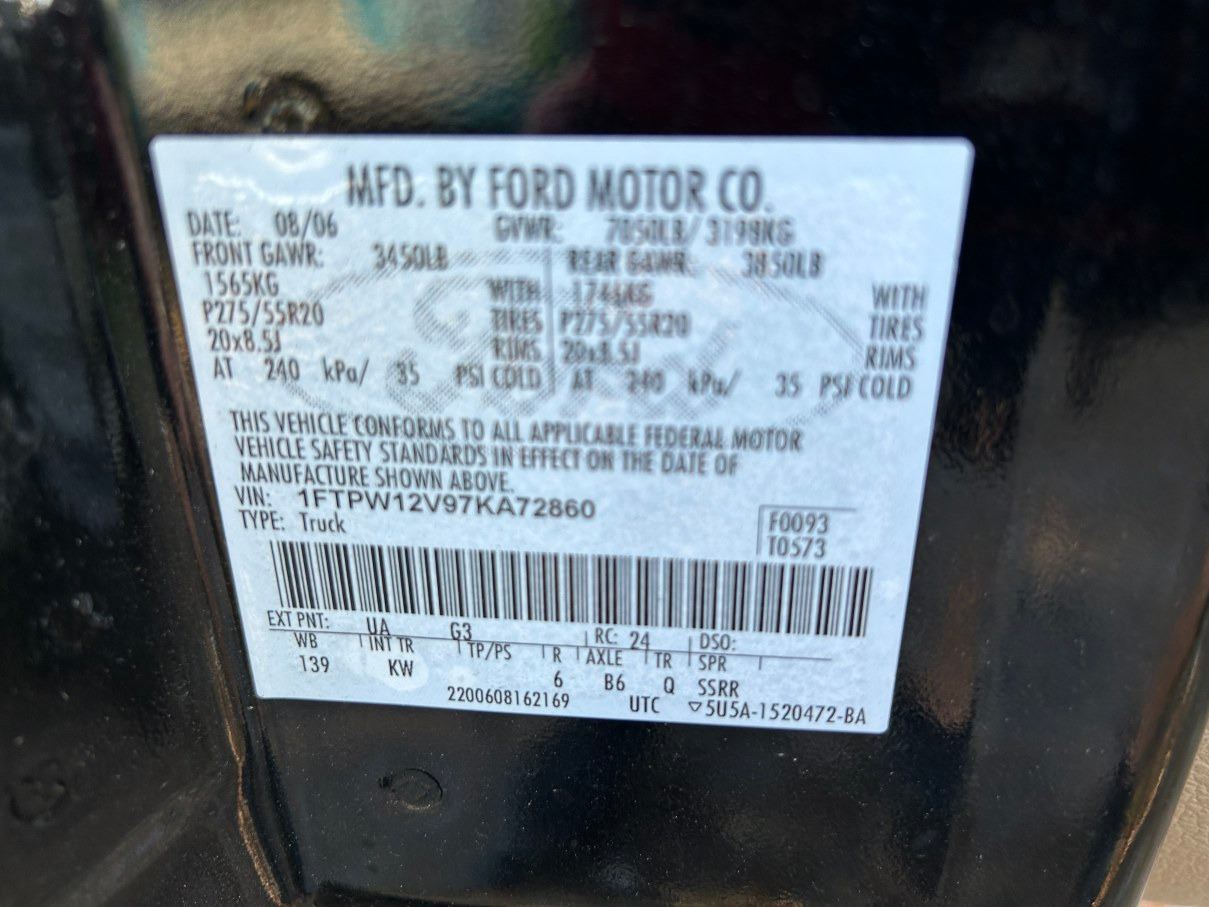 MFD. BY FORD MOTOR CO.
DATE: 08/06 GVWR: 7050LB/ 3198KG
FRONT GAWR: 3450LB REAR GAWR: 3850LB
1565KG WITH 1746KG WITH
P275/55R20 TIRES P275/55R20 TIRES
20x8.5J RIMS 20x8.5J RIMS
AT 240 kPa/ 35 PSI COLD AT 240 kPa/ 35 PSI COLD
THIS VEHICLE CONFORMS TO ALL APPLICABLE FEDERAL MOTOR
VEHICLE SAFETY STANDARDS IN EFFECT ON THE DATE OF
MANUFACTURE SHOWN ABOVE.
VIN: 1FTPW12V97KA72860
TYPE: Truck
F0093
T0573
EXT PNT: UA G3 RC: 24 DSO:
WB INT TR TP/PS R AXLE TR SPR
139 KW 6 B6 Q SSRR
2200608162169 UTC ▽5U5A-1520472-BA